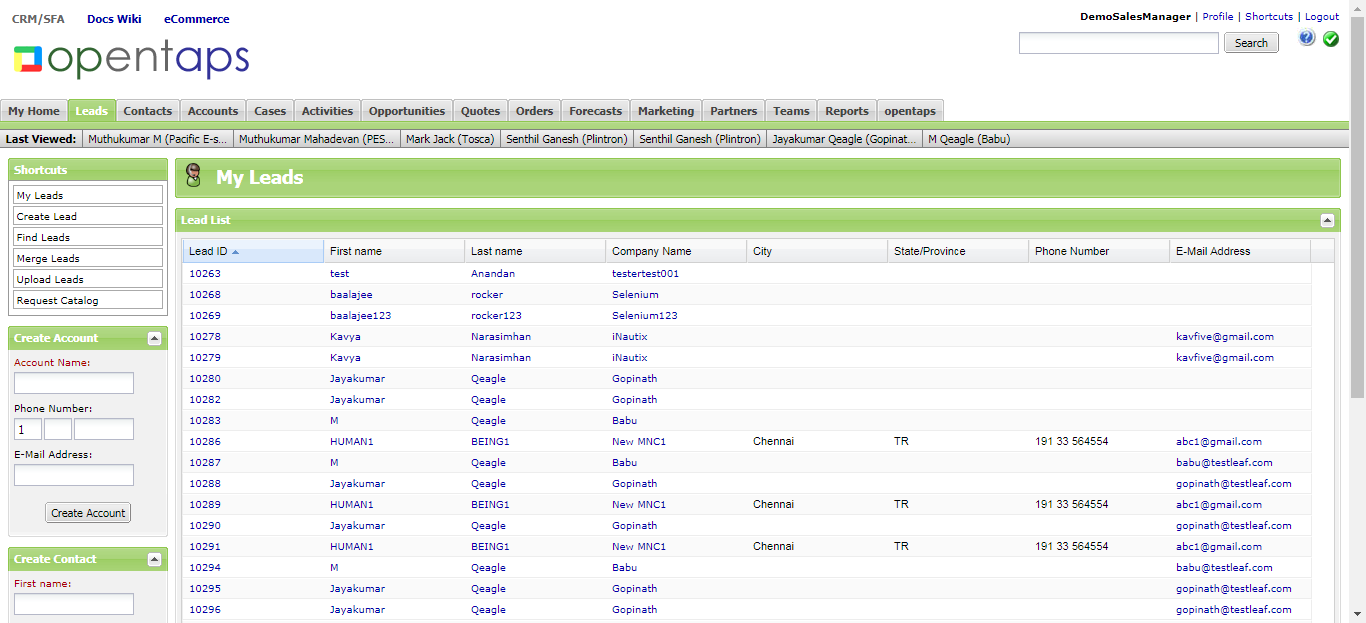 CRM/SFA Docs Wiki eCommerce
DemoSalesManager | Profile | Shortcuts | Logout
opentaps
Search
My Home Leads Contacts Accounts Cases Activities Opportunities Quotes Orders Forecasts Marketing Partners Teams Reports opentaps
Last Viewed: Muthukumar M (Pacific E-s... Muthukumar Mahadevan (PES... Mark Jack (Tosca) Senthil Ganesh (Plintron) Senthil Ganesh (Plintron) Jayakumar Qeagle (Gopinat... M Qeagle (Babu)
Shortcuts
My Leads
Create Lead
Find Leads
Merge Leads
Upload Leads
Request Catalog
Create Account
Account Name:
Phone Number:
1
E-Mail Address:
Create Account
Create Contact
First name:
My Leads
Lead List
Lead ID First name Last name Company Name City State/Province Phone Number E-Mail Address
10263 test Anandan testertest001
10268 baalajee rocker Selenium
10269 baalajee123 rocker123 Selenium123
10278 Kavya Narasimhan iNautix kavfive@gmail.com
10279 Kavya Narasimhan iNautix kavfive@gmail.com
10280 Jayakumar Qeagle Gopinath
10282 Jayakumar Qeagle Gopinath
10283 M Qeagle Babu
10286 HUMAN1 BEING1 New MNC1 Chennai TR 191 33 564554 abc1@gmail.com
10287 M Qeagle Babu babu@testleaf.com
10288 Jayakumar Qeagle Gopinath gopinath@testleaf.com
10289 HUMAN1 BEING1 New MNC1 Chennai TR 191 33 564554 abc1@gmail.com
10290 Jayakumar Qeagle Gopinath gopinath@testleaf.com
10291 HUMAN1 BEING1 New MNC1 Chennai TR 191 33 564554 abc1@gmail.com
10294 M Qeagle Babu babu@testleaf.com
10295 Jayakumar Qeagle Gopinath gopinath@testleaf.com
10296 Jayakumar Qeagle Gopinath gopinath@testleaf.com